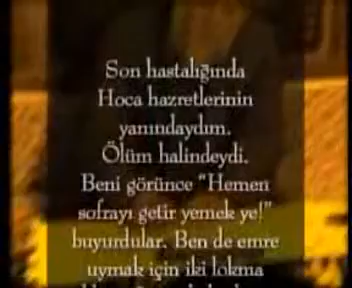 Son hastalığında
Hoca hazretlerinin
yanındaydım.
Ölüm halindeydi.
Beni görünce “Hemen
sofrayı getir yemek ye!”
buyurdular. Ben de emre
uymak için iki lokma